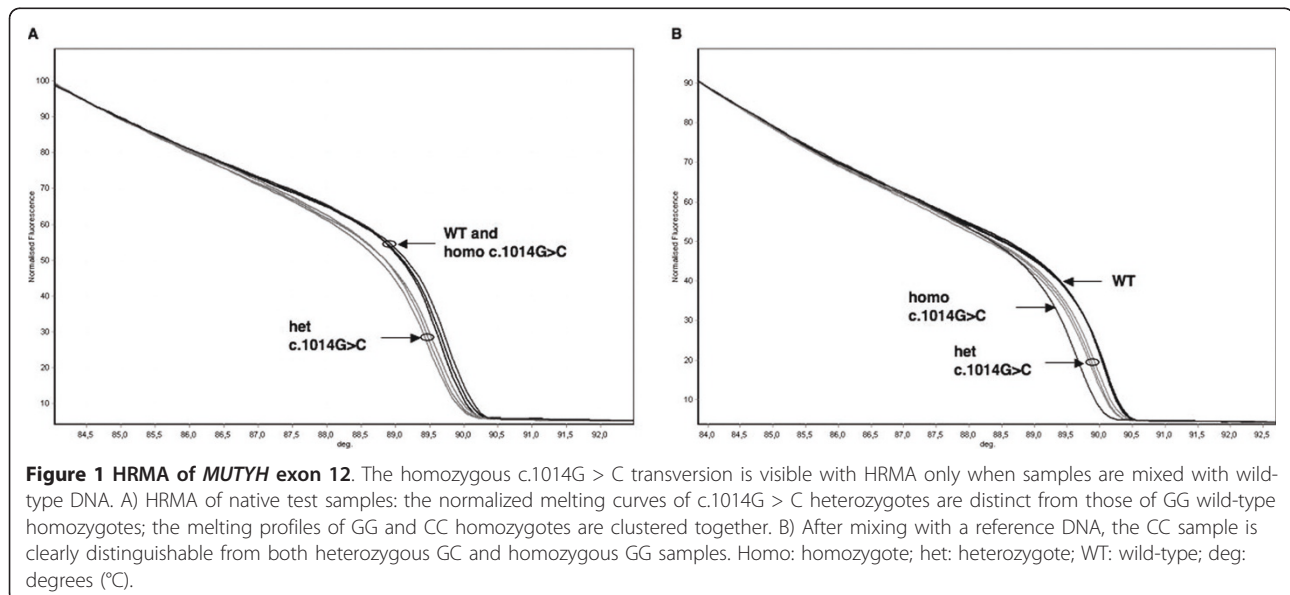 A
100
90
80
70
60
50
40
30
20
10
Normalised Fluorescence
WT and
homo c.1014G>C
het
c.1014G>C
84,5 85,0 85,5 86,0 86,5 87,0 87,5 88,0 88,5 89,0 89,5 90,0 90,5 91,0 91,5 92,0
deg.
B
90
80
70
60
50
40
30
20
10
Normalised Fluorescence
WT
homo
c.1014G>C
het
c.1014G>C
84,0 84,5 85,0 85,5 86,0 86,5 87,0 87,5 88,0 88,5 89,0 89,5 90,0 90,5 91,0 91,5 92,0 92,5
deg.
Figure 1 HRMA of MUTYH exon 12. The homozygous c.1014G > C transversion is visible with HRMA only when samples are mixed with wild-
type DNA. A) HRMA of native test samples: the normalized melting curves of c.1014G > C heterozygotes are distinct from those of GG wild-type
homozygotes; the melting profiles of GG and CC homozygotes are clustered together. B) After mixing with a reference DNA, the CC sample is
clearly distinguishable from both heterozygous GC and homozygous GG samples. Homo: homozygote; het: heterozygote; WT: wild-type; deg:
degrees (°C).